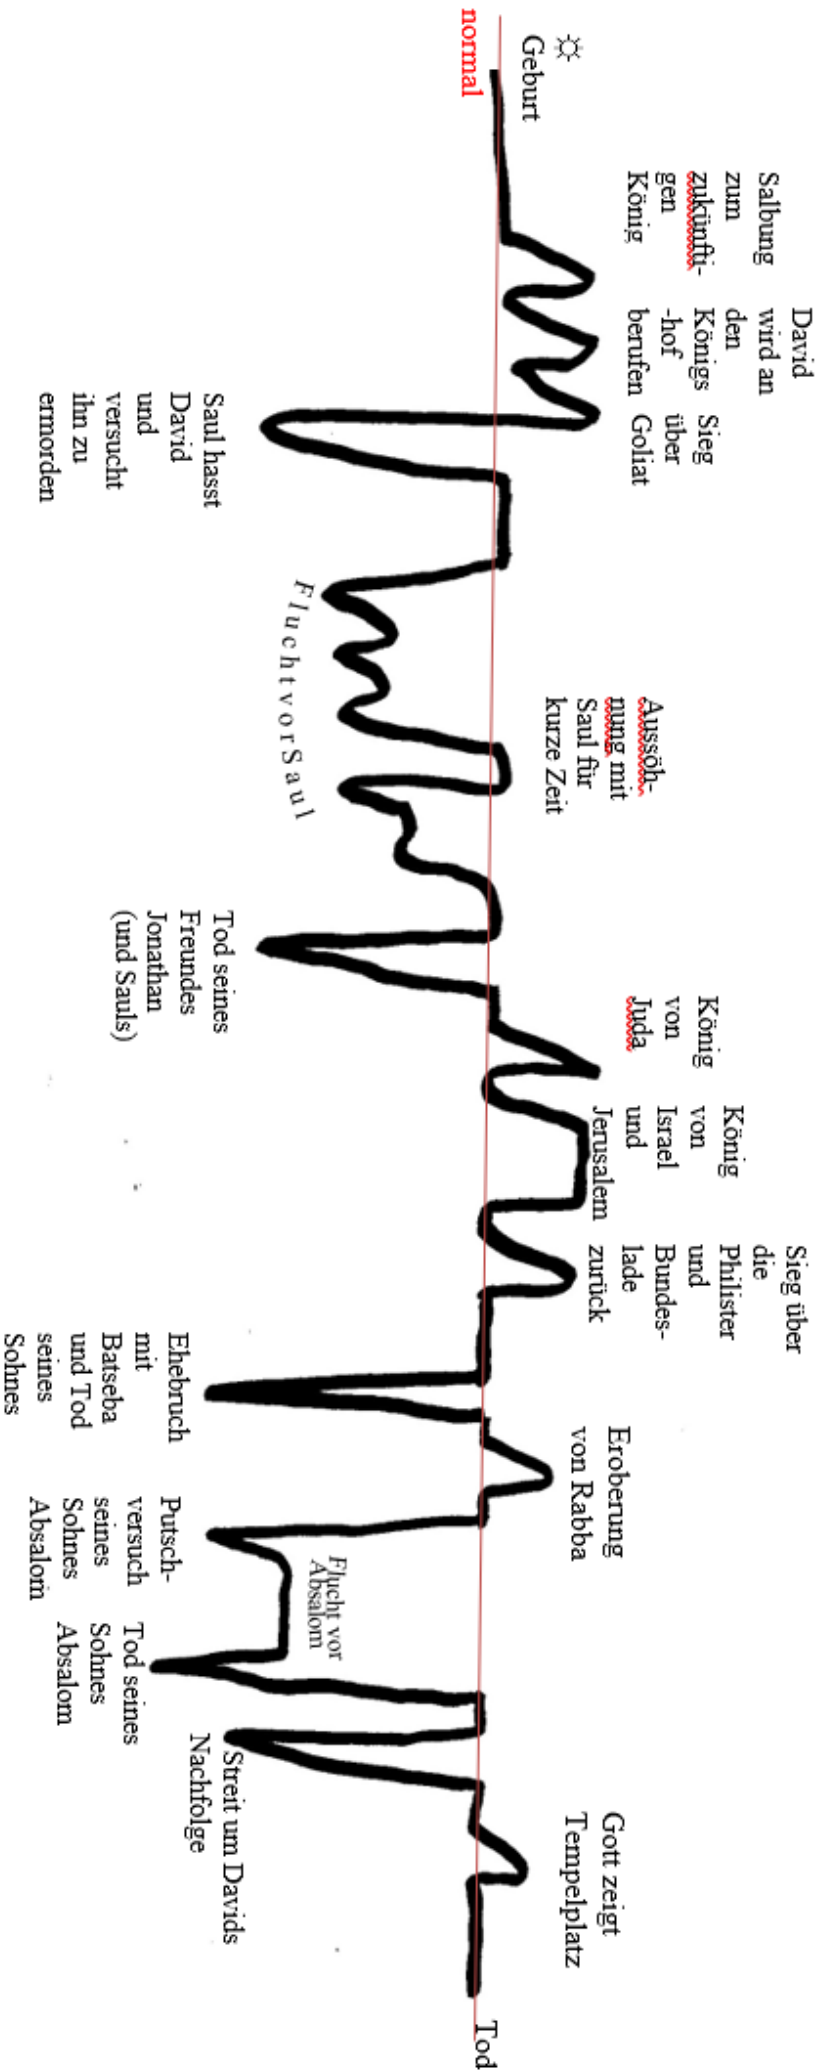 Geburt
normal
Salbung
zum
zukünfti-
gen
König
David
wird an
den
Königs
-hof
berufen
Sieg
über
Goliat
Saul hasst
David
und
versucht
ihn zu
ermorden
FluchtvorSaul
Aussöh-
nung mit
Saul für
kurze Zeit
Tod seines
Freundes
Jonathan
(und Sauls)
König
von
Juda
König
von
Israel
und
Jerusalem
Sieg über
die
Philister
und
Bundes-
lade
zurück
Ehebruch
mit
Batseba
und Tod
seines
Sohnes
Eroberung
von Rabba
Putsch-
versuch
seines
Sohnes
Absalom
Flucht vor
Absalom
Tod seines
Sohnes
Absalom
Streit um Davids
Nachfolge
Gott zeigt
Tempelplatz
Tod